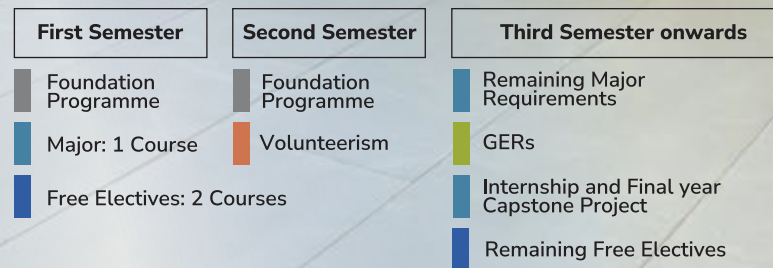 First Semester
Foundation
Programme
Major: 1 Course
Free Electives: 2 Courses
Second Semester
Foundation
Programme
Volunteerism
Third Semester onwards
Remaining Major
Requirements
GERs
Internship and Final year
Capstone Project
Remaining Free Electives